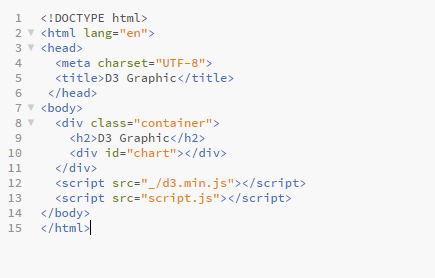 1 <!DOCTYPE html>
2 <html lang="en">
3 <head>
4 <meta charset="UTF-8">
5 <title>D3 Graphic</title>
6 </head>
7 <body>
8 <div class="container">
9 <h2>D3 Graphic</h2>
10 <div id="chart"></div>
11 </div>
12 <script src="_/d3.min.js"></script>
13 <script src="script.js"></script>
14 </body>
15 </html>